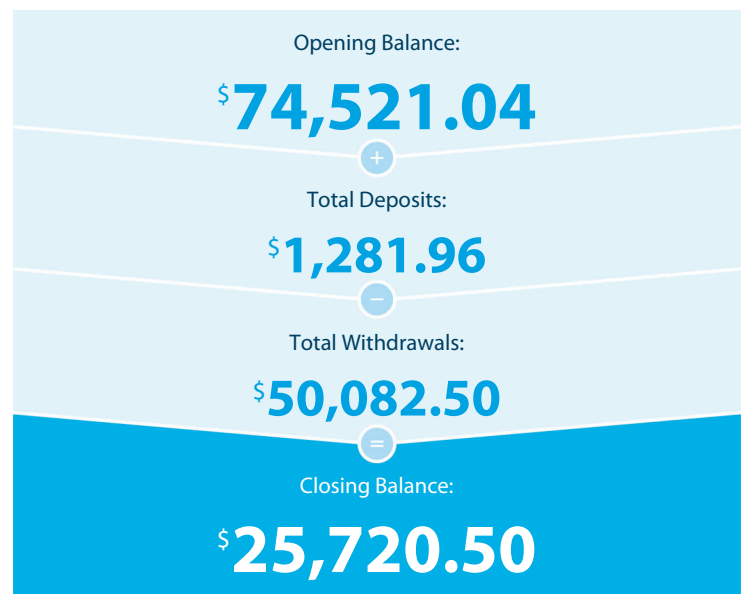 Opening Balance:
$74,521.04
+
Total Deposits:
$1,281.96
−
Total Withdrawals:
$50,082.50
=
Closing Balance:
$25,720.50